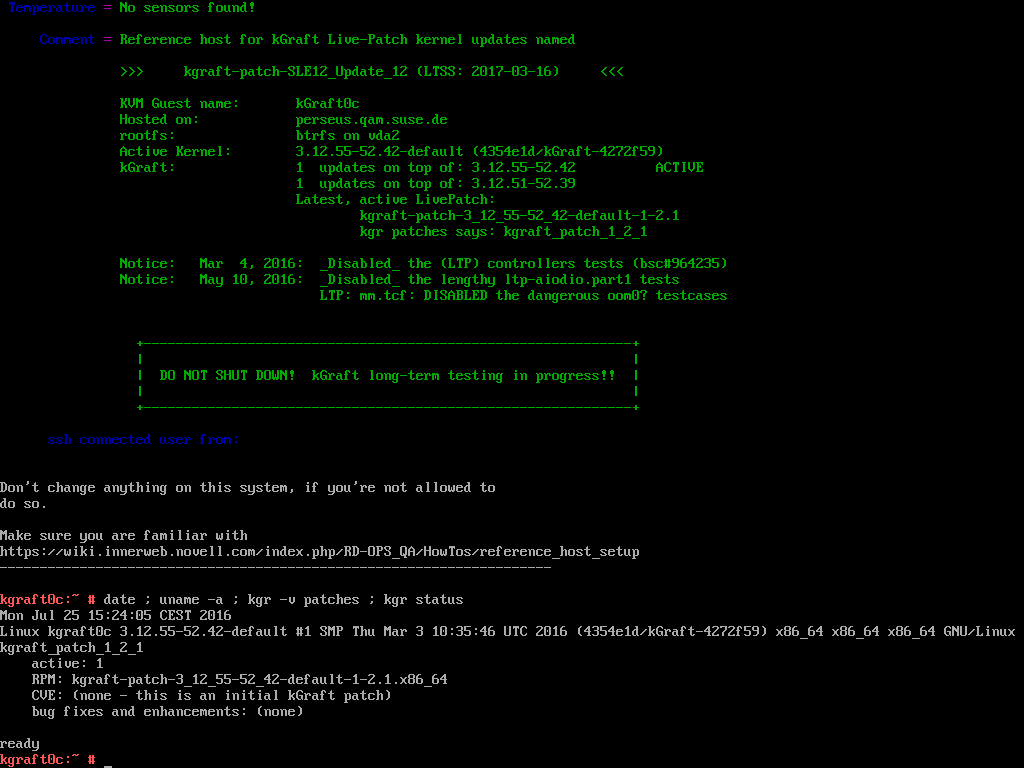 Temperature = No sensors found!
Comment = Reference host for kGraft Live-Patch kernel updates named
>>> kgraft-patch-SLE12_Update_12 (LTSS: 2017-03-16) <<<
KVM Guest name: kGraft0c
Hosted on: perseus.qam.suse.de
rootfs: btrfs on vda2
Active Kernel: 3.12.55-52.42-default (4354e1d/kGraft-4272f59)
kGraft: 1 updates on top of: 3.12.55-52.42 ACTIVE
1 updates on top of: 3.12.51-52.39
Latest, active LivePatch:
kgraft-patch-3_12_55-52_42-default-1-2.1
kgr patches says: kgraft_patch_1_2_1
Notice: Mar 4, 2016: _Disabled_ the (LTP) controllers tests (bsc#964235)
Notice: May 10, 2016: _Disabled_ the lengthy ltp-aiodio.part1 tests
LTP: mm.tcf: DISABLED the dangerous oom0? testcases
+-------------------------------------------------------------+
| |
| DO NOT SHUT DOWN! kGraft long-term testing in progress!! |
| |
+-------------------------------------------------------------+
ssh connected user from:
Don't change anything on this system, if you're not allowed to
do so.
Make sure you are familiar with
https://wiki.innerweb.novell.com/index.php/RD-OPS_QA/HowTos/reference_host_setup
---------------------------------------------------------------------
kgraft0c:~ # date ; uname -a ; kgr -v patches ; kgr status
Mon Jul 25 15:24:05 CEST 2016
Linux kgraft0c 3.12.55-52.42-default #1 SMP Thu Mar 3 10:35:46 UTC 2016 (4354e1d/kGraft-4272f59) x86_64 x86_64 x86_64 GNU/Linux
kgraft_patch_1_2_1
active: 1
RPM: kgraft-patch-3_12_55-52_42-default-1-2.1.x86_64
CVE: (none - this is an initial kGraft patch)
bug fixes and enhancements: (none)
ready
kgraft0c:~ # _